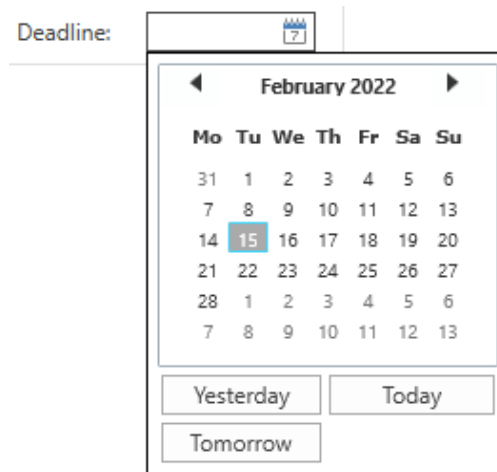 Deadline:
7
February 2022
Mo Tu We Th Fr Sa Su
31 1 2 3 4 5 6
7 8 9 10 11 12 13
14 15 16 17 18 19 20
21 22 23 24 25 26 27
28 1 2 3 4 5 6
7 8 9 10 11 12 13
Yesterday Today
Tomorrow